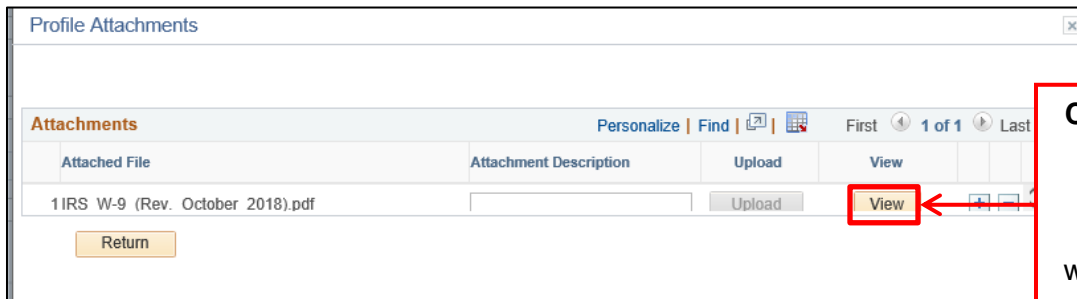 Profile Attachments
Attachments Personalize | Find | | First 1 of 1 Last
Attached File Attachment Description Upload View
1 IRS W-9 (Rev. October 2018).pdf Upload View
Return